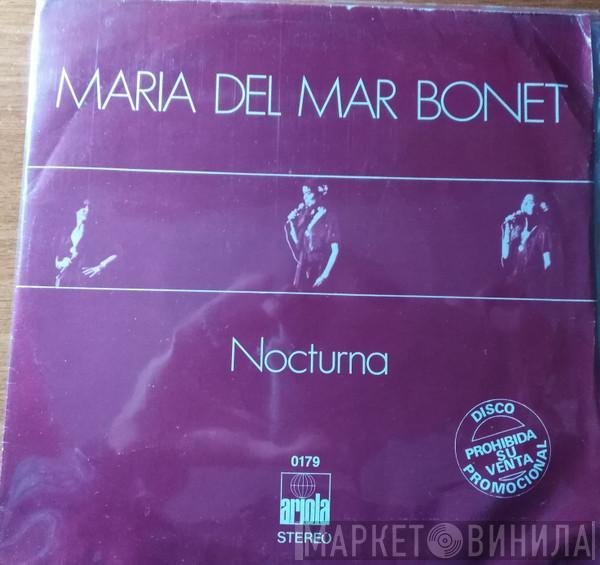 MARIA DEL MAR BONET
Nocturna
DISCO
PROHIBIDA
SU
VENTA
PROMOCIONAL
0179
ariola
STEREO
МАРКЕТ ВИНИЛА